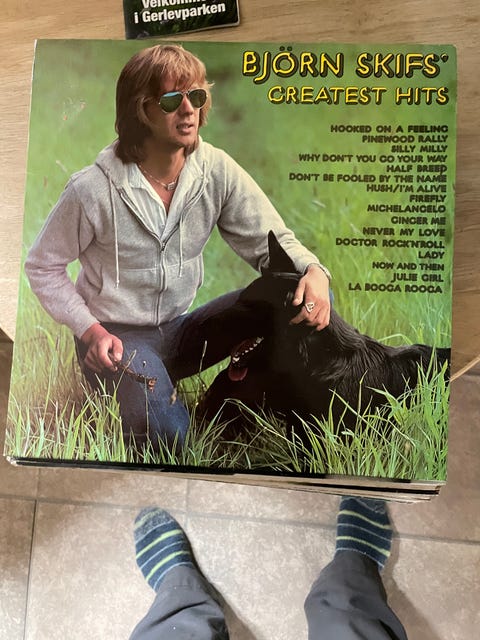 Velkommen
i Gerlevparken
BJÖRN SKIFS'
GREATEST HITS
HOOKED ON A FEELING
PINEWOOD RALLY
SILLY MILLY
WHY DON'T YOU GO YOUR WAY
HALF BREED
DON'T BE FOOLED BY THE NAME
HUSH/I'M ALIVE
FIREFLY
MICHELANGELO
GINGER ME
NEVER MY LOVE
DOCTOR ROCK'N'ROLL
LADY
NOW AND THEN
JULIE GIRL
LA BOOGA ROOGA